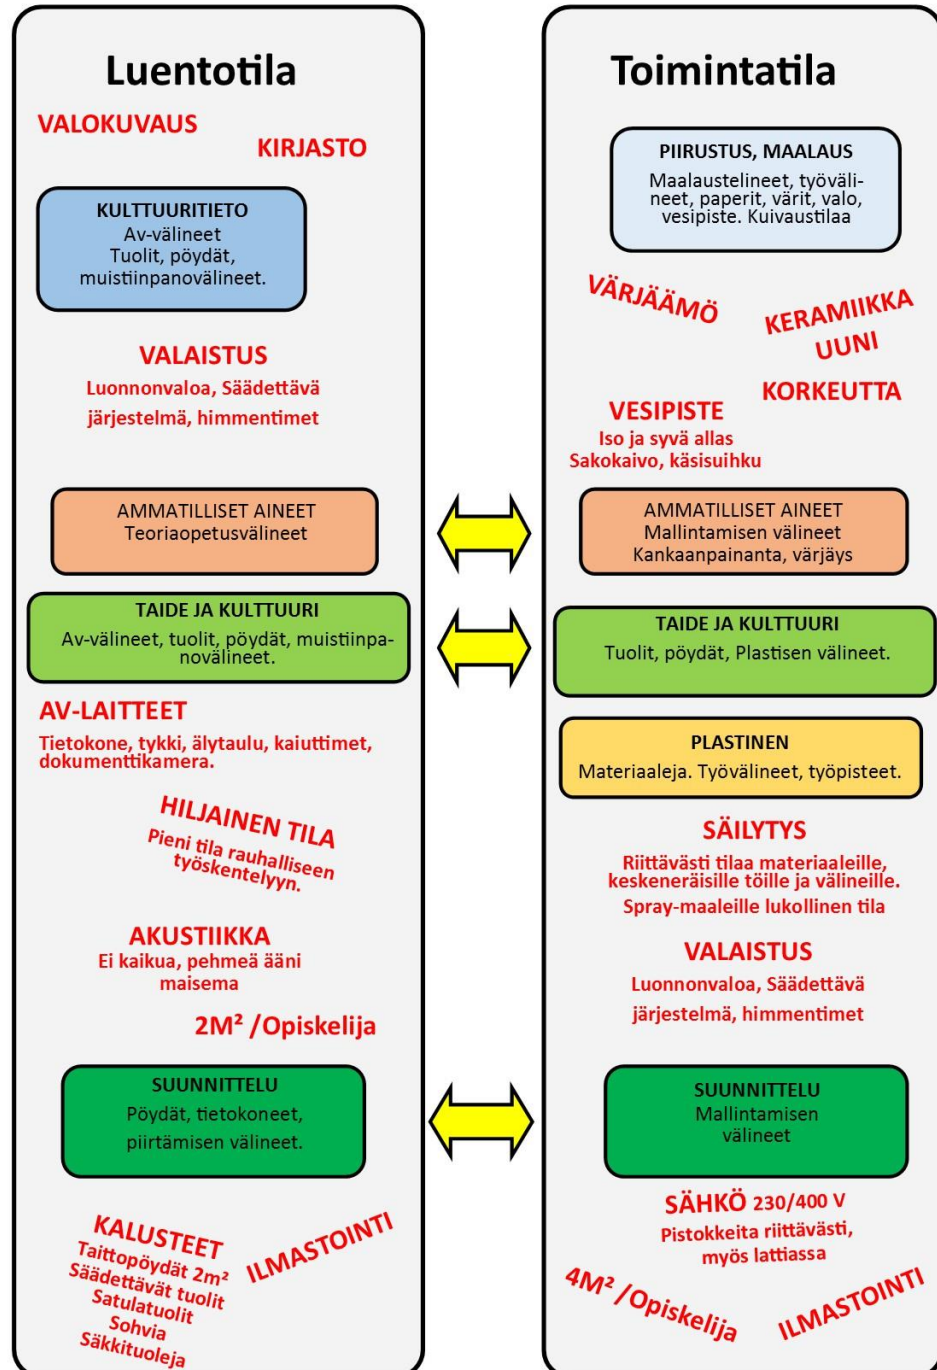 Luentotila
VALOKUVAUS
KIRJASTO
KULTTUURITIETO
Av-välineet
Tuolit, pöydät,
muistiinpanovälineet.
VALAISTUS
Luonnonvaloa, Säädettävä
järjestelmä, himmentimet
AMMATILLISET AINEET
Teoriaopetusvälineet
TAIDE JA KULTTUURI
Av-välineet, tuolit, pöydät, muistiinpa-
novälineet.
AV-LAITTEET
Tietokone, tykki, älytaulu, kaiuttimet,
dokumenttikamera.
HILJAINEN TILA
Pieni tila rauhalliseen
työskentelyyn.
AKUSTIIKKA
Ei kaikua, pehmeä ääni
maisema
2M² /Opiskelija
SUUNNITTELU
Pöydät, tietokoneet,
piirtämisen välineet.
KALUSTEET
Taittopöydät 2m²
Säädettävät tuolit
Satulatuolit
Sohvia
Säkkituoleja
ILMASTOINTI
Toimintatila
PIIRUSTUS, MAALAUS
Maalaustelineet, työväli-
neet, paperit, värit, valo,
vesipiste. Kuivaustilaa
VÄRJÄÄMÖ
KERAMIIKKA
UUNI
KORKEUTTA
VESIPISTE
Iso ja syvä allas
Sakokaivo, käsisuihku
AMMATILLISET AINEET
Mallintamisen välineet
Kankaanpainanta, värjäys
TAIDE JA KULTTUURI
Tuolit, pöydät, Plastisen välineet.
PLASTINEN
Materiaaleja. Työvälineet, työpisteet.
SÄILYTYS
Riittävästi tilaa materiaaleille,
keskeneräisille töille ja välineille.
Spray-maaleille lukollinen tila
VALAISTUS
Luonnonvaloa, Säädettävä
järjestelmä, himmentimet
SUUNNITTELU
Mallintamisen
välineet
SÄHKÖ 230/400 V
Pistokkeita riittävästi,
myös lattiassa
4M² /Opiskelija
ILMASTOINTI